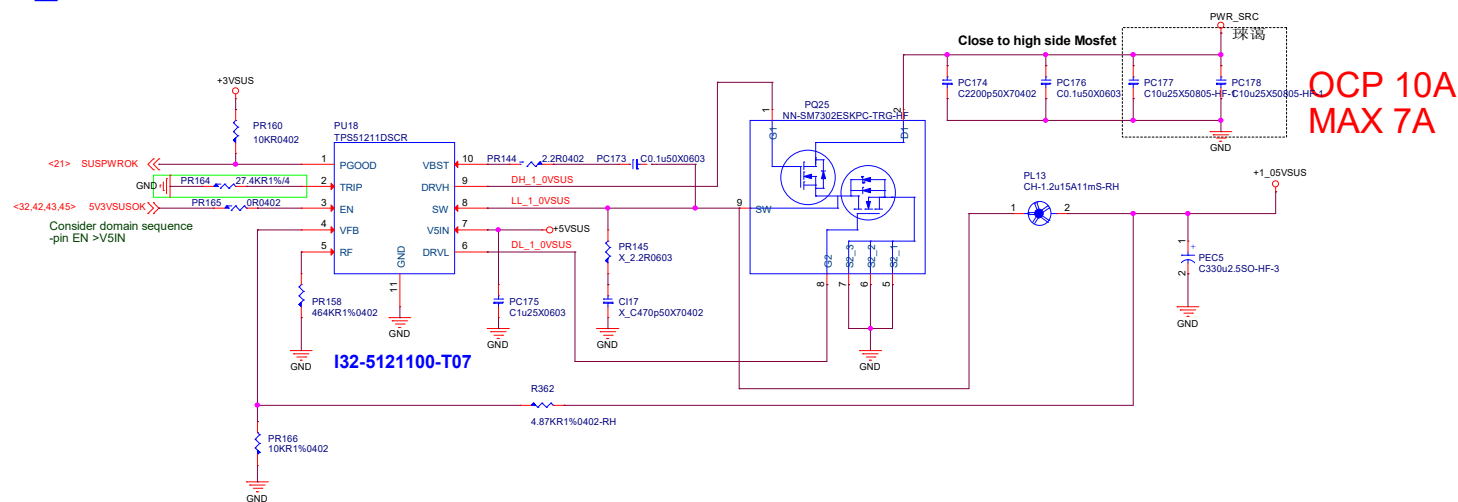 PWR_SRC
珠谒
Close to high side Mosfet
OCP 10A
MAX 7A
PC174
C2200p50X70402
PC176
C0.1u50X0603
PC177
C10u25X50805-HF-1
PC178
C10u25X50805-HF-1
GND
+3VSUS
PR160
10KR0402
PU18
TPS51211DSCR
PQ25
NN-SM7302ESKPC-TRG-HF
1
G1
2
D1
<21> SUSPWROK
1 PGOOD
VBST 10
PR144 2.2R0402
PC173 C0.1u50X0603
GND PR164 27.4KR1%/4
2 TRIP
DRVH 9
DH_1_0VSUS
<32,42,43,45> 5V3VSUSOK
PR165 0R0402
3 EN
SW 8
LL_1_0VSUS
9 SW
Consider domain sequence
-pin EN >V5IN
4 VFB
V5IN 7
+5VSUS
5 RF
DRVL 6
DL_1_0VSUS
GND
11
G2
S2_3
S2_2
S2_1
8
7
6
5
PL13
CH-1.2u15A11mS-RH
1 2
+1_05VSUS
PR145
X_2.2R0603
1
+
PEC5
C330u2.5SO-HF-3
2
GND
PR158
464KR1%0402
GND
GND
PC175
C1u25X0603
GND
CI17
X_C470p50X70402
GND
GND
I32-5121100-T07
R362
4.87KR1%0402-RH
PR166
10KR1%0402
GND